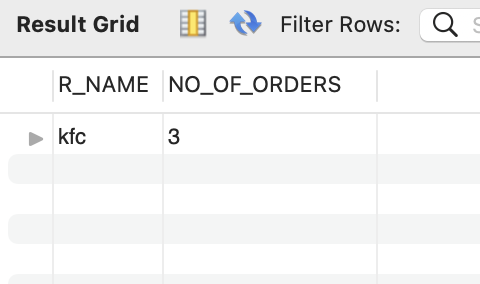 Result Grid Filter Rows:
R_NAME NO_OF_ORDERS
kfc 3